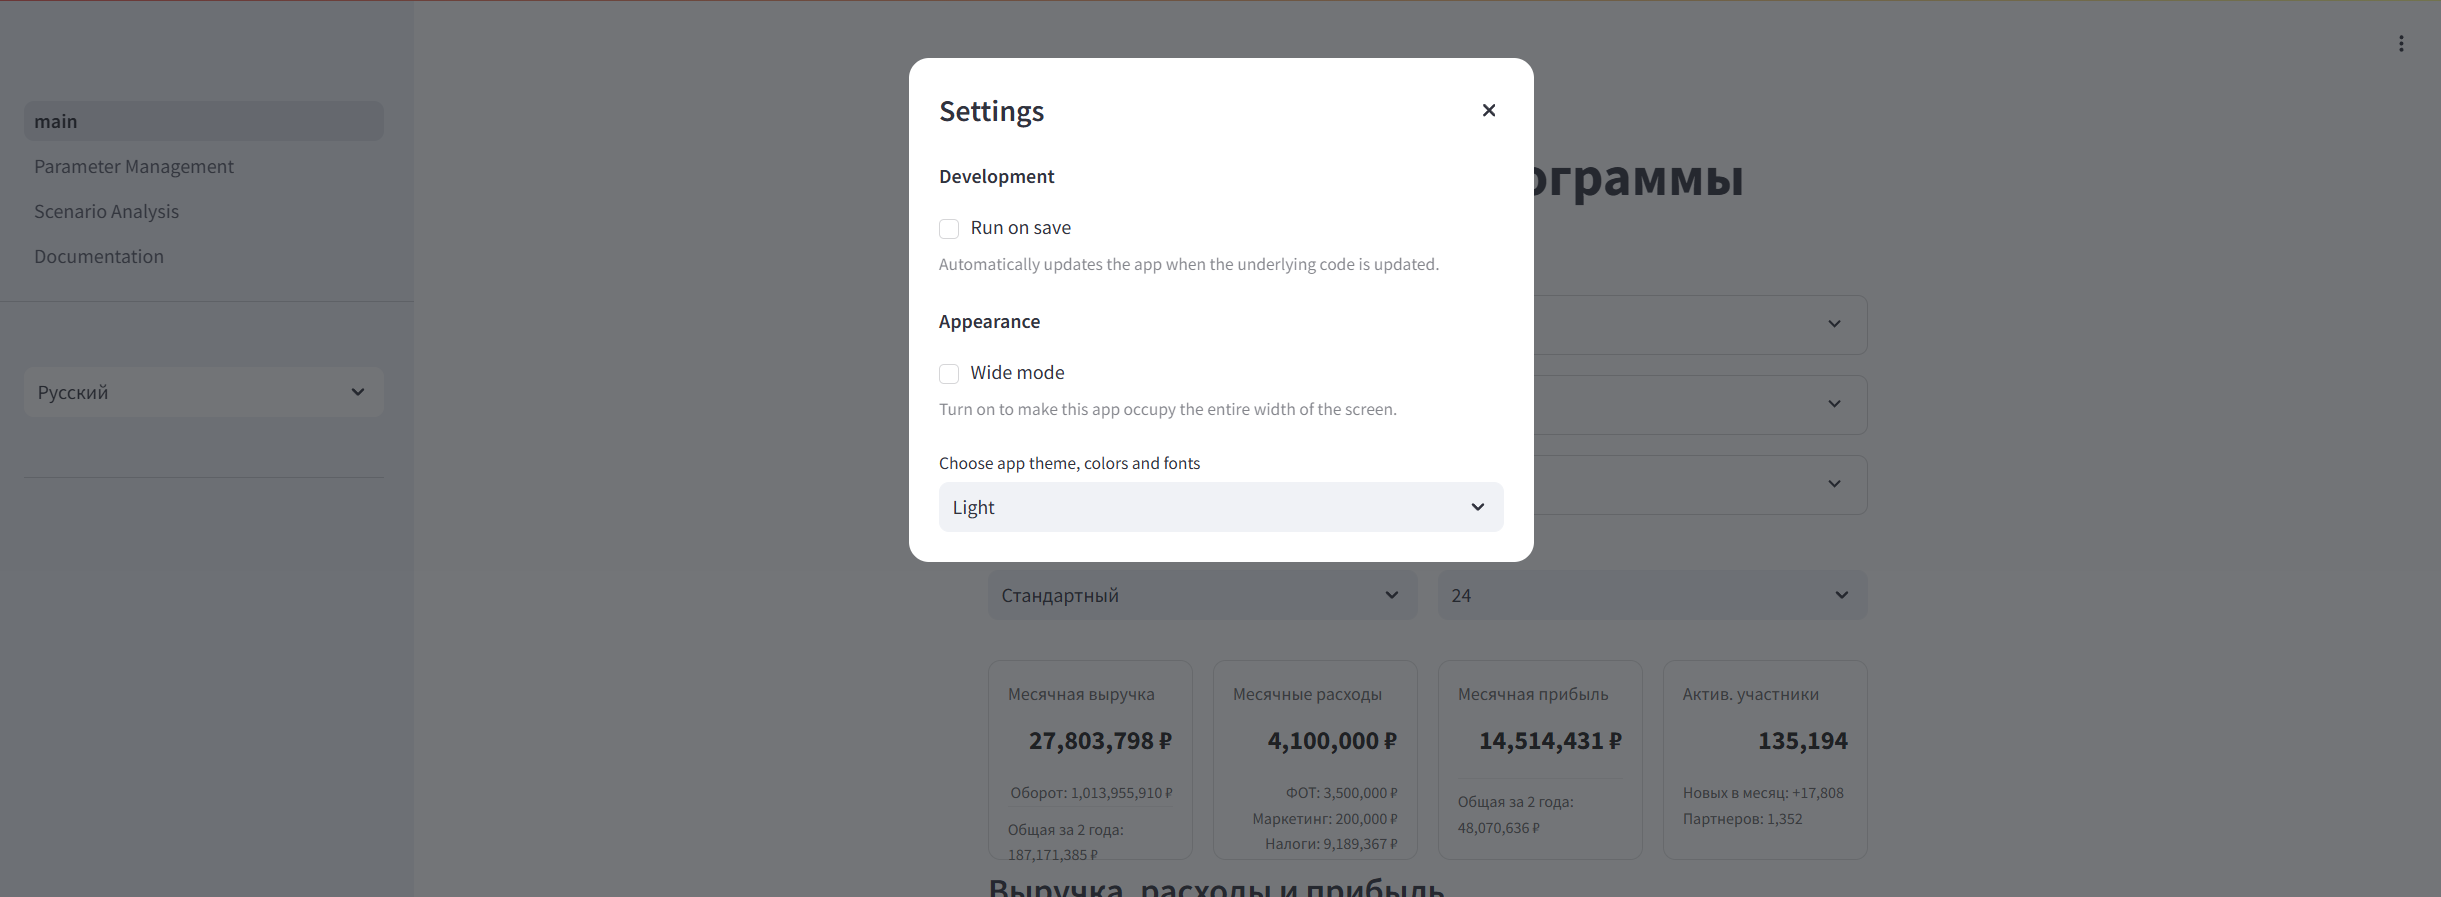 main
Parameter Management
Scenario Analysis
Documentation
Русский
Settings
Development
Run on save
Automatically updates the app when the underlying code is updated.
Appearance
Wide mode
Turn on to make this app occupy the entire width of the screen.
Choose app theme, colors and fonts
Light
ограммы
Стандартный
24
Месячная выручка
27,803,798 ₽
Оборот: 1,013,955,910 ₽
Общая за 2 года:
187,171,385 ₽
Месячные расходы
4,100,000 ₽
ФОТ: 3,500,000 ₽
Маркетинг: 200,000 ₽
Налоги: 9,189,367 ₽
Месячная прибыль
14,514,431 ₽
Общая за 2 года:
48,070,636 ₽
Актив. участники
135,194
Новых в месяц: +17,808
Партнеров: 1,352
Выручка, расходы и прибыль